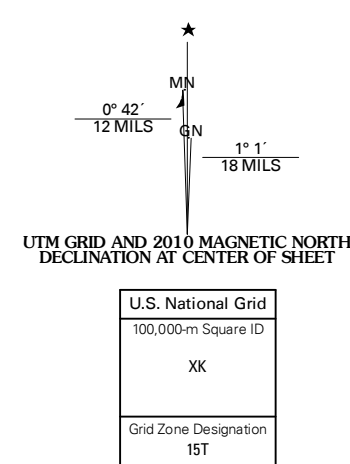 ★
MN
0° 42´
12 MILS
GN
1° 1´
18 MILS
UTM GRID AND 2010 MAGNETIC NORTH
DECLINATION AT CENTER OF SHEET
U.S. National Grid
100,000-m Square ID
XK
Grid Zone Designation
15T